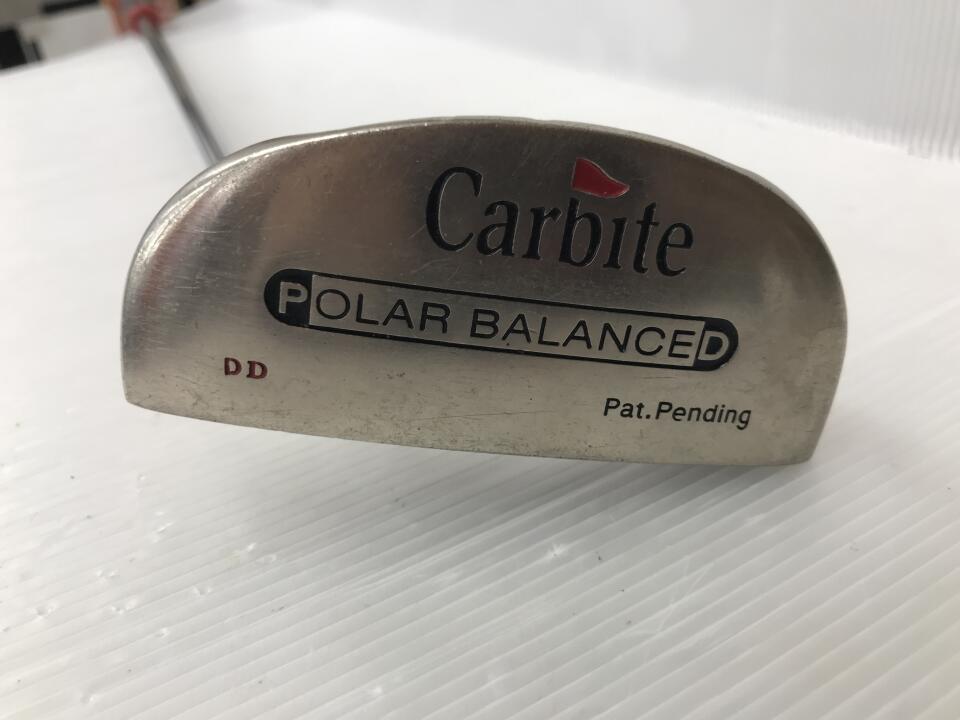 Carbite
POLAR BALANCED
DD
Pat.Pending